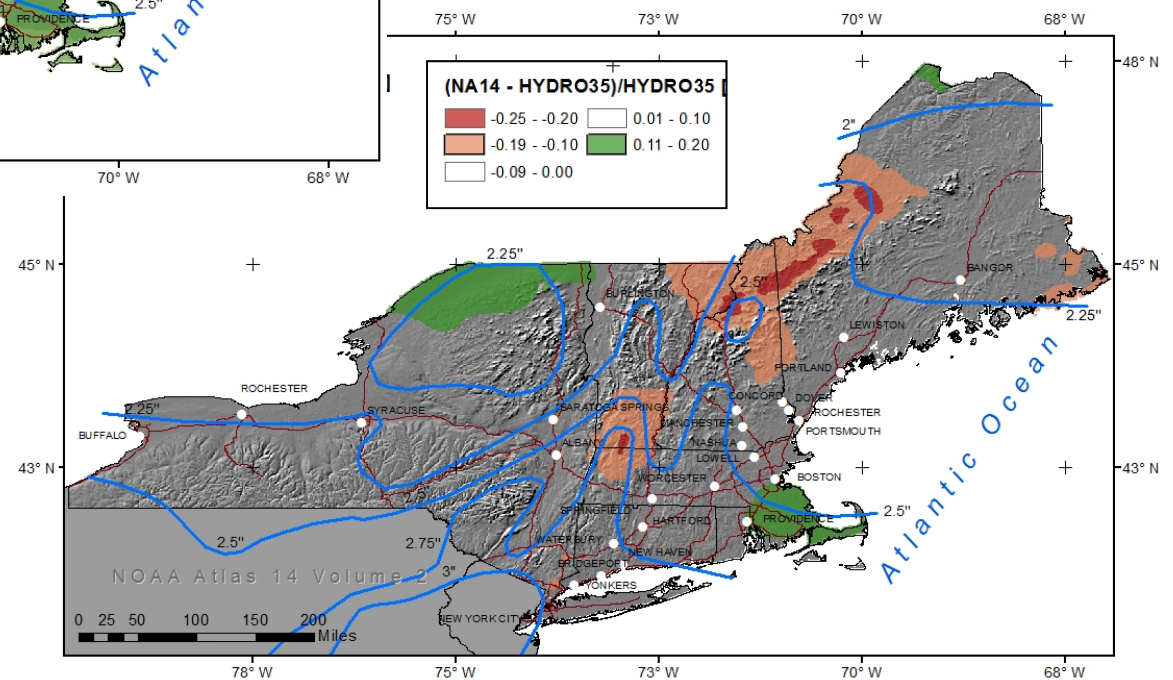 2.5"
PROVIDENCE
Atlan
70° W
68° W
75° W
73° W
70° W
68° W
48° N
(NA14 - HYDRO35)/HYDRO35 [
-0.25 - -0.20
0.01 - 0.10
-0.19 - -0.10
0.11 - 0.20
-0.09 - 0.00
2"
45° N
2.25"
45° N
BANGOR
2.5"
BURLINGTON
2.25"
LEWISTON
PORTLAND
ROCHESTER
CONCORD
DOVER
2.25"
SYRACUSE
SARATOGA SPRINGS
ROCHESTER
MANCHESTER
PORTSMOUTH
BUFFALO
ALBANY
NASHUA
LOWELL
43° N
43° N
WORCESTER
BOSTON
2.5"
SPRINGFIELD
2.5"
PROVIDENCE
HARTFORD
2.5"
2.75"
WATERBURY
NEW HAVEN
Atlantic Ocean
BRIDGEPORT
NOAA Atlas 14 Volume 2
3"
YONKERS
NEW YORK CITY
0 25 50 100 150 200
Miles
78° W
75° W
73° W
70° W
68° W